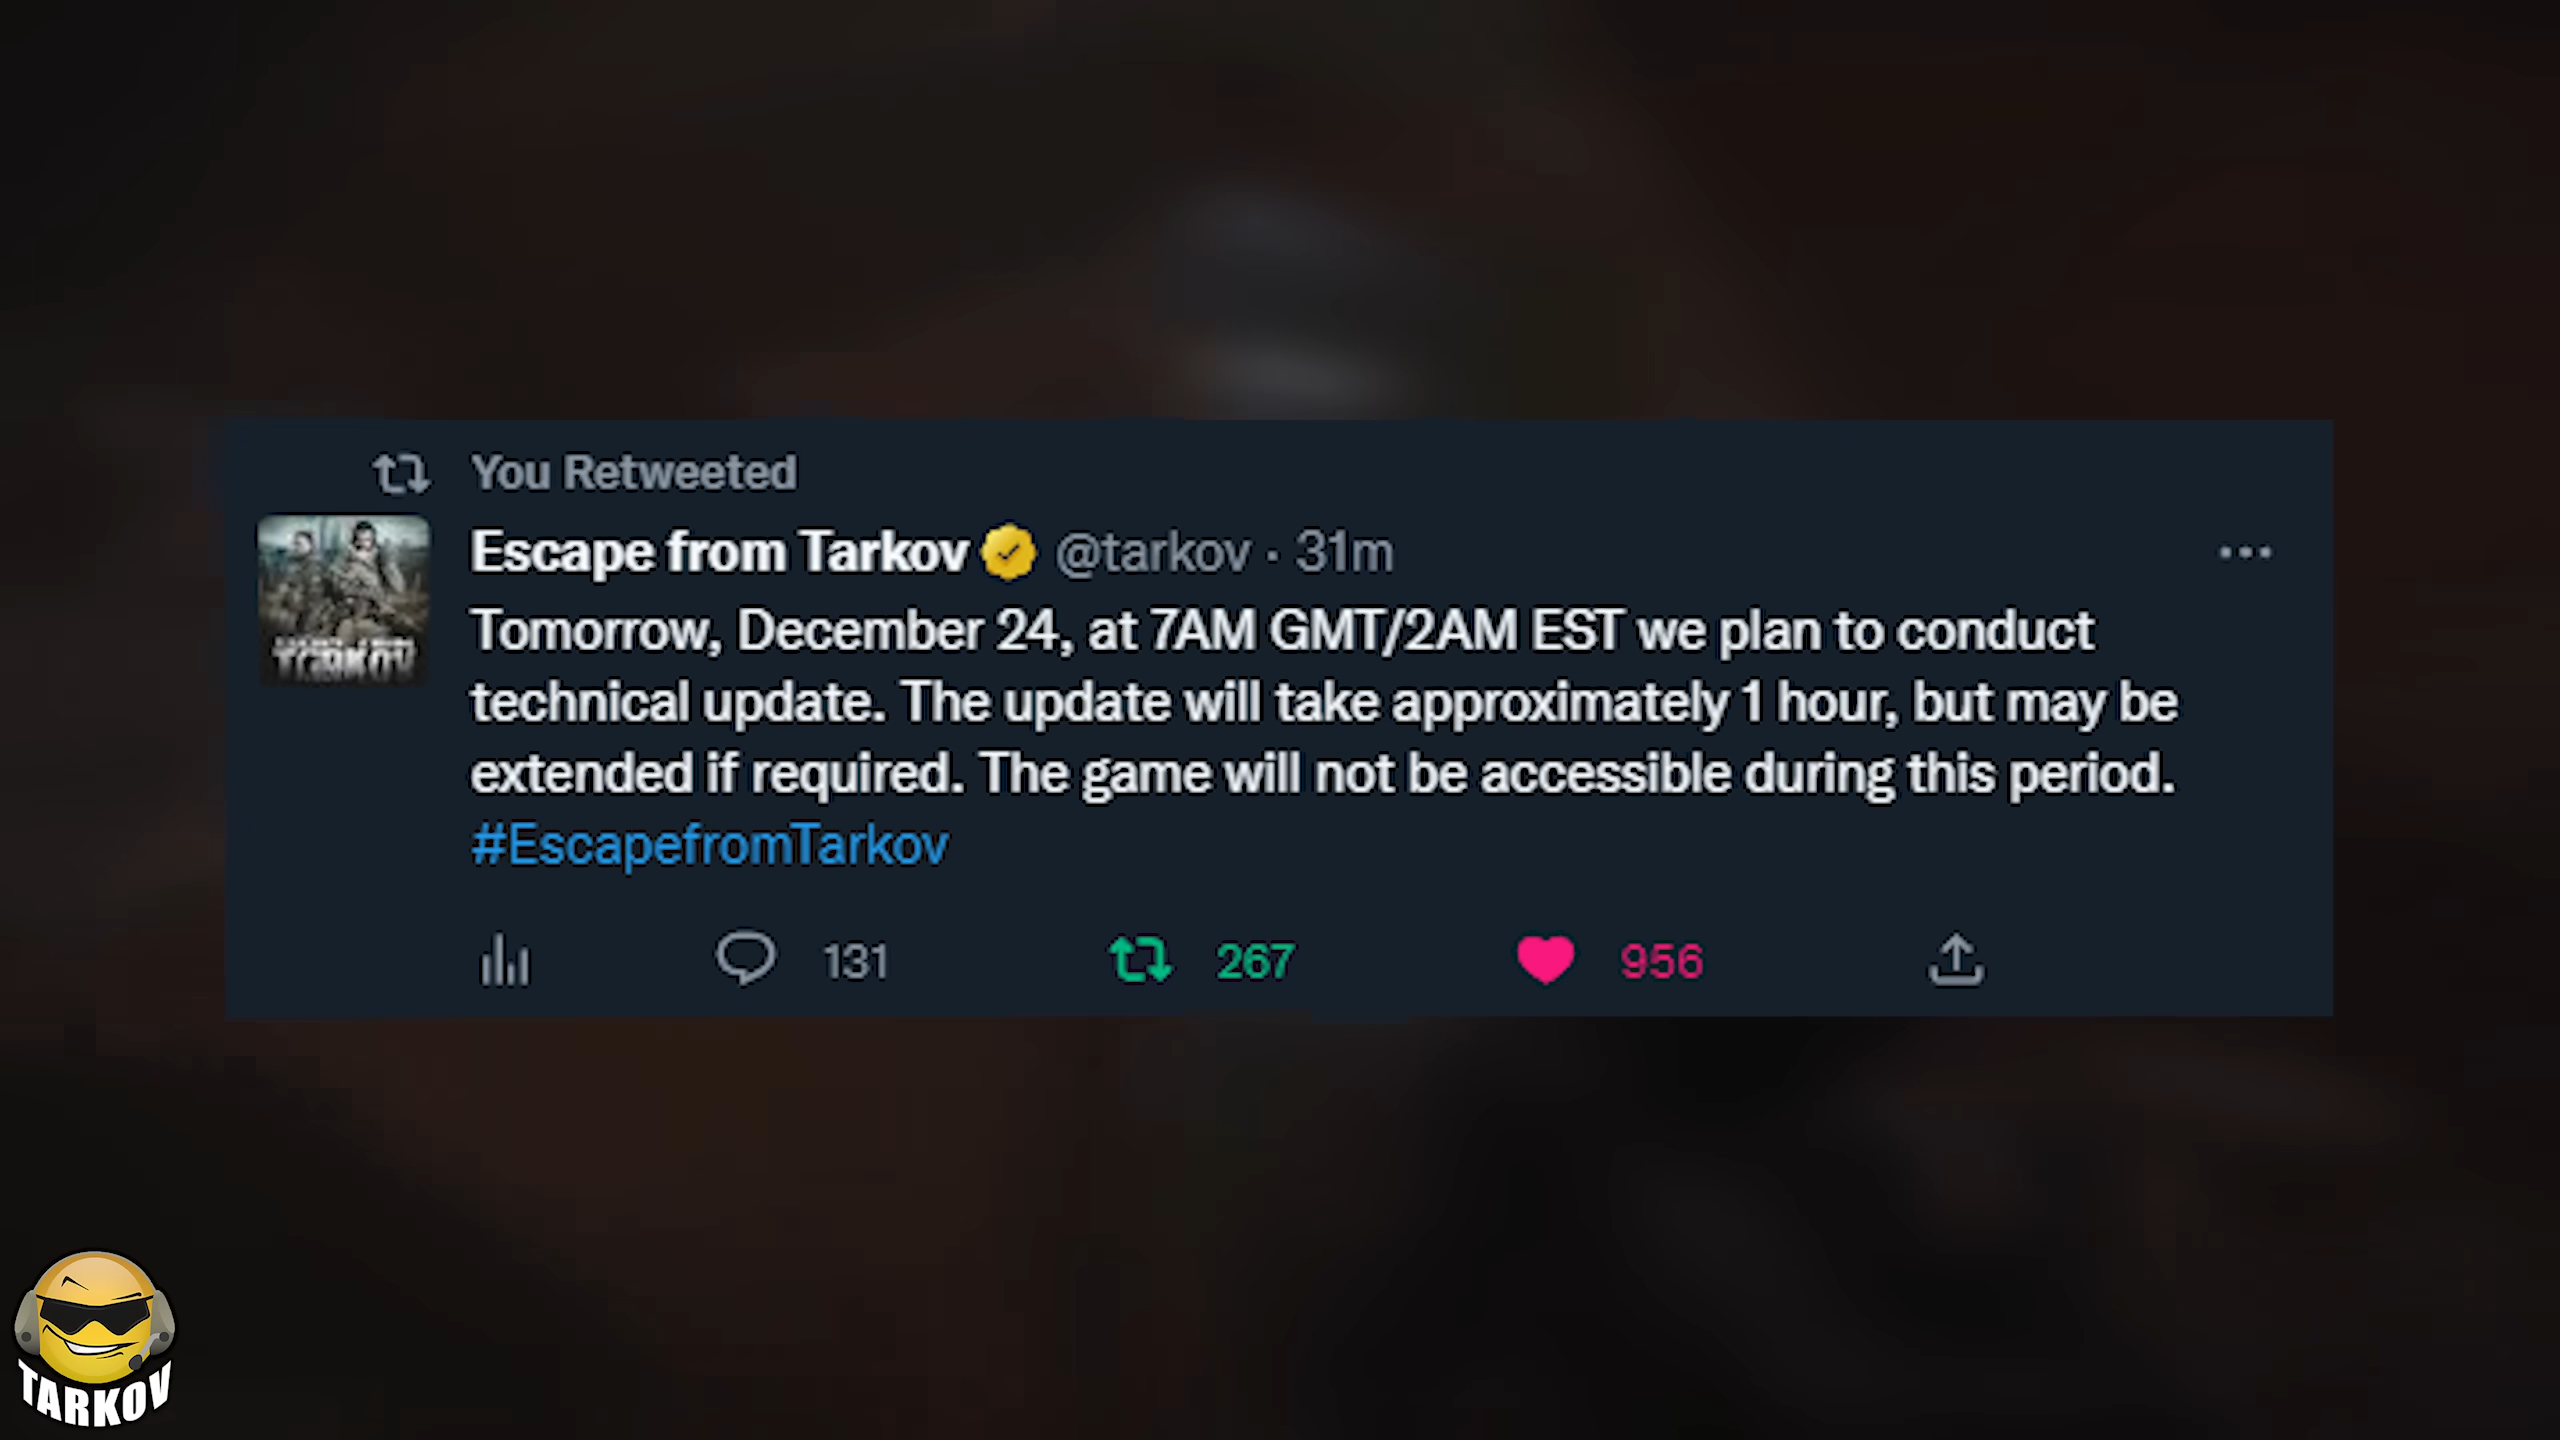 You Retweeted
Escape from Tarkov @tarkov · 31m
Tomorrow, December 24, at 7AM GMT/2AM EST we plan to conduct
technical update. The update will take approximately 1 hour, but may be
extended if required. The game will not be accessible during this period.
#EscapefromTarkov
131 267 956
TARKOV